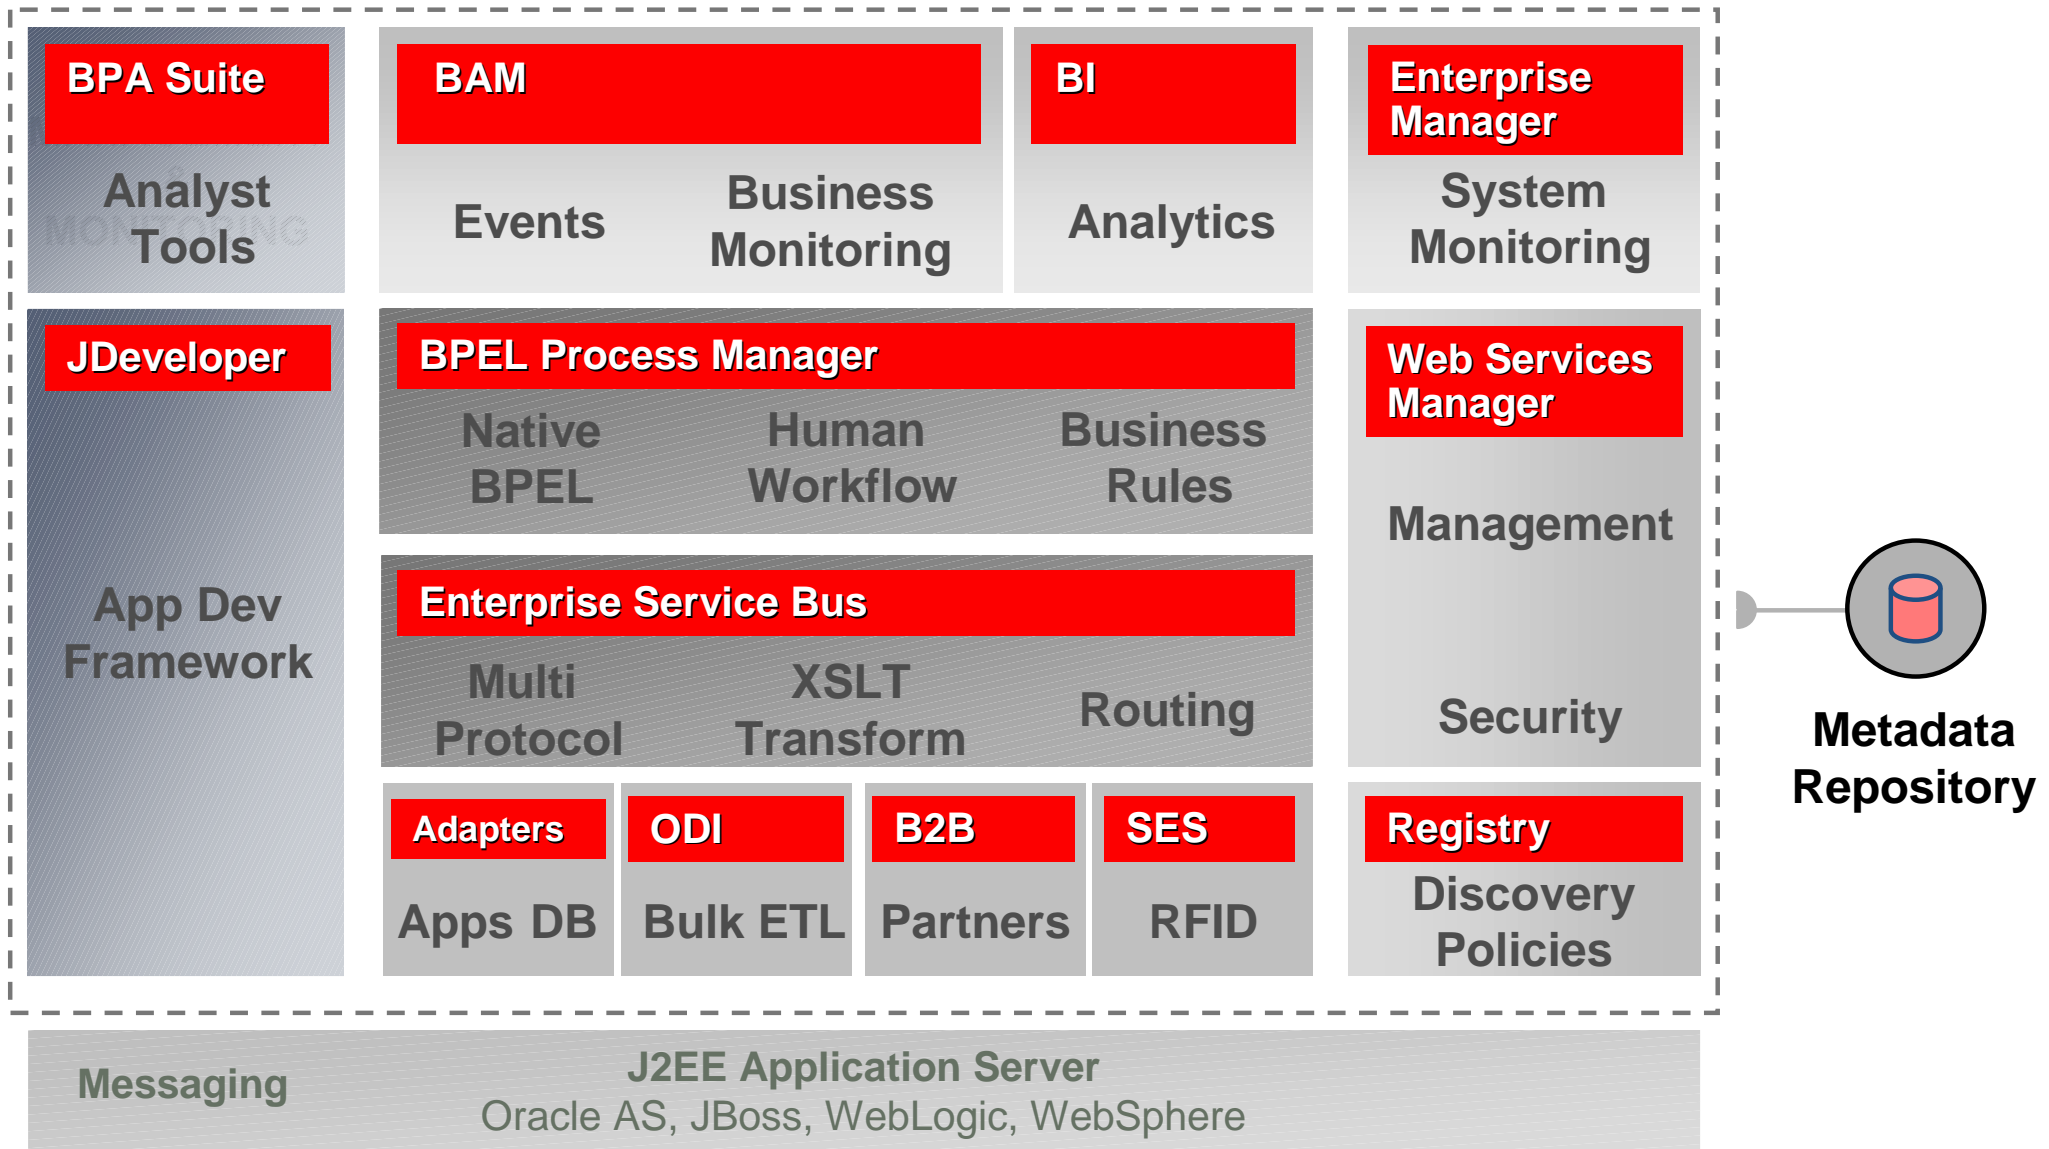 BPA Suite
Analyst
Tools
MONITORING
BAM
Events
Business
Monitoring
BI
Analytics
Enterprise
Manager
System
Monitoring
JDeveloper
App Dev
Framework
BPEL Process Manager
Native
BPEL
Human
Workflow
Business
Rules
Web Services
Manager
Management
Security
Enterprise Service Bus
Multi
Protocol
XSLT
Transform
Routing
Adapters
Apps DB
ODI
Bulk ETL
B2B
Partners
SES
RFID
Registry
Discovery
Policies
Metadata
Repository
Messaging
J2EE Application Server
Oracle AS, JBoss, WebLogic, WebSphere